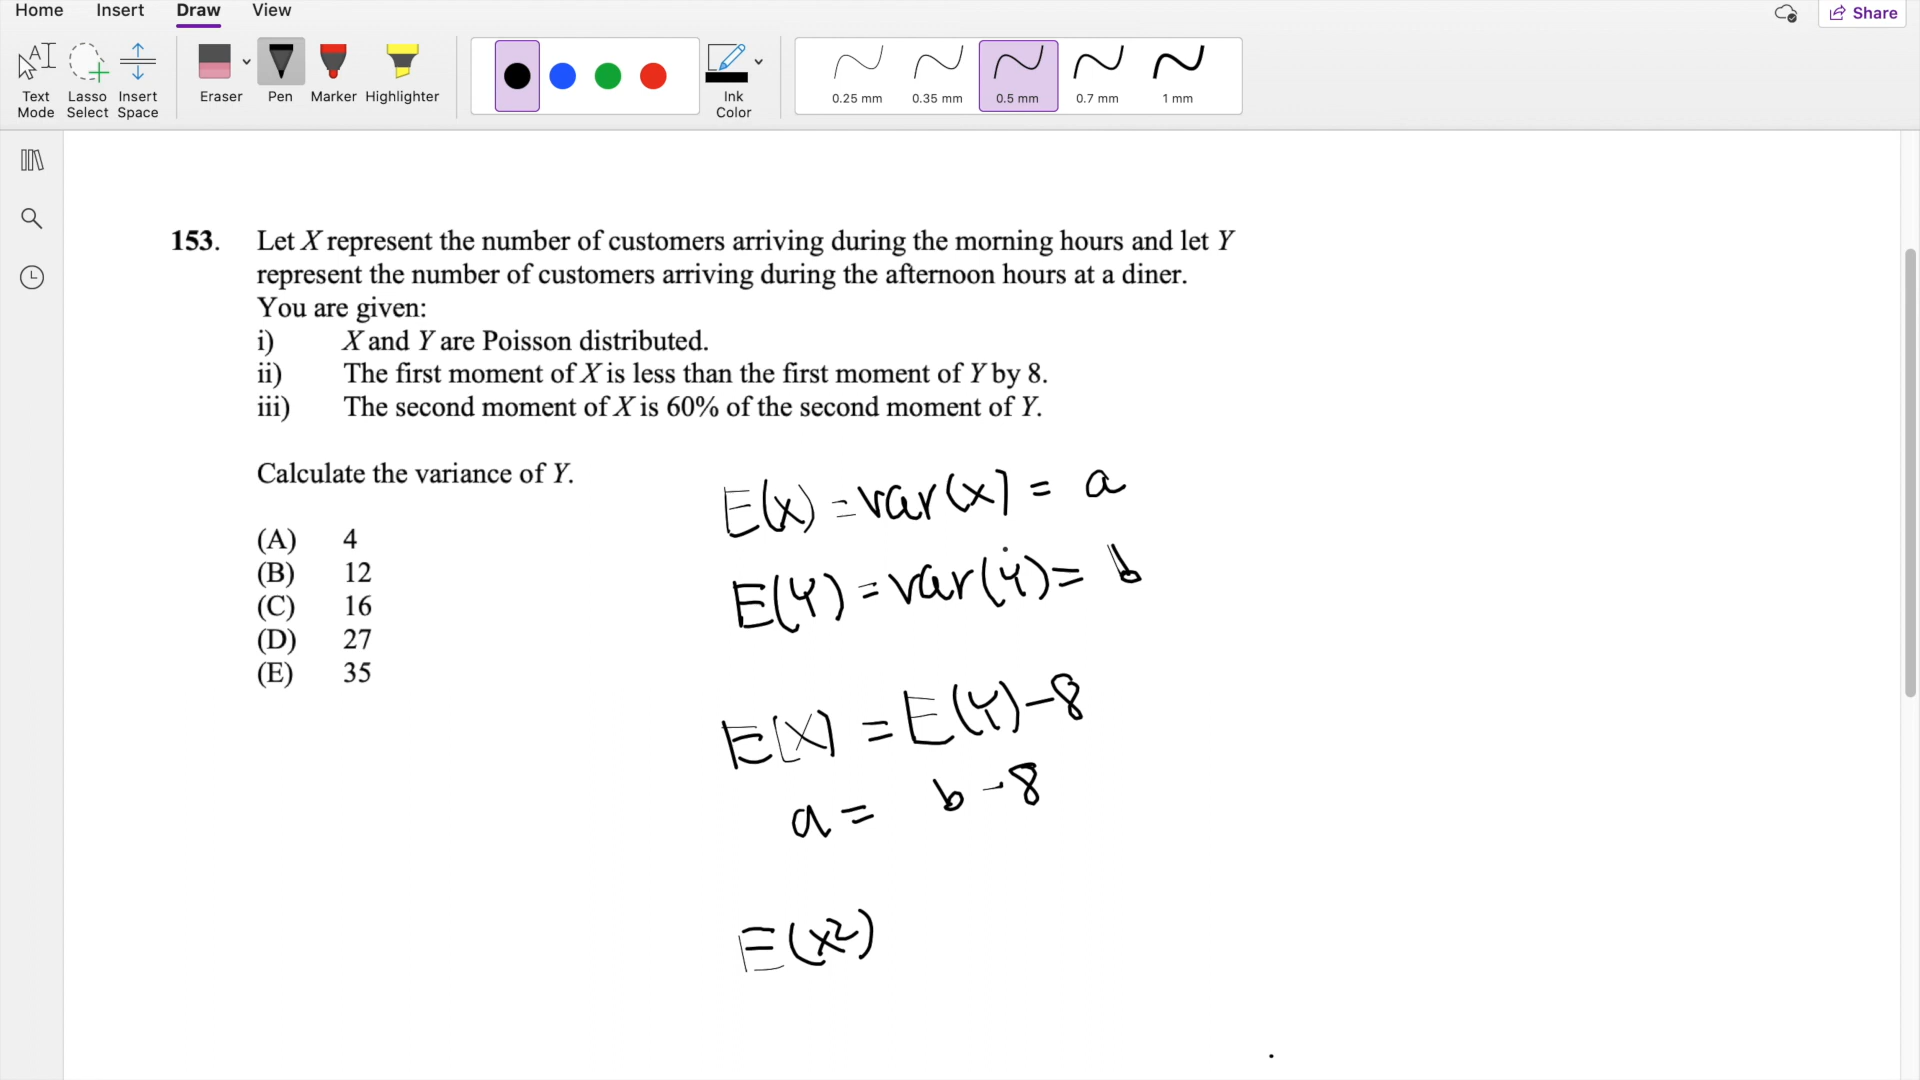 Home Insert Draw View
Share
Text Mode
Lasso Select
Insert Space
Eraser
Pen
Marker
Highlighter
Ink Color
0.25 mm
0.35 mm
0.5 mm
0.7 mm
1 mm
153. Let X represent the number of customers arriving during the morning hours and let Y
represent the number of customers arriving during the afternoon hours at a diner.
You are given:
i) X and Y are Poisson distributed.
ii) The first moment of X is less than the first moment of Y by 8.
iii) The second moment of X is 60% of the second moment of Y.
Calculate the variance of Y.
(A) 4
(B) 12
(C) 16
(D) 27
(E) 35
E(x) = var(x) = a
E(Y) = var(Y) = b
E(X) = E(Y) - 8
a = b - 8
E(x²)